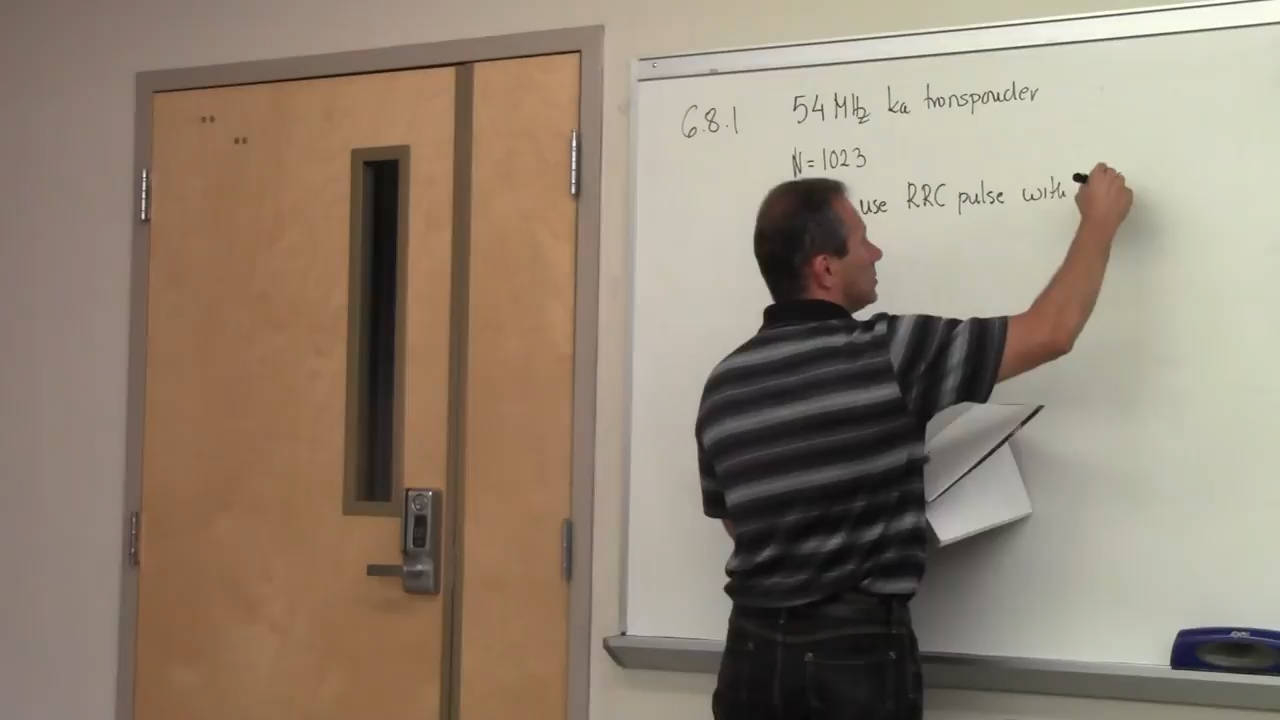 6.8.1 54 MHz ka transponder
N = 1023
use RRC pulse with